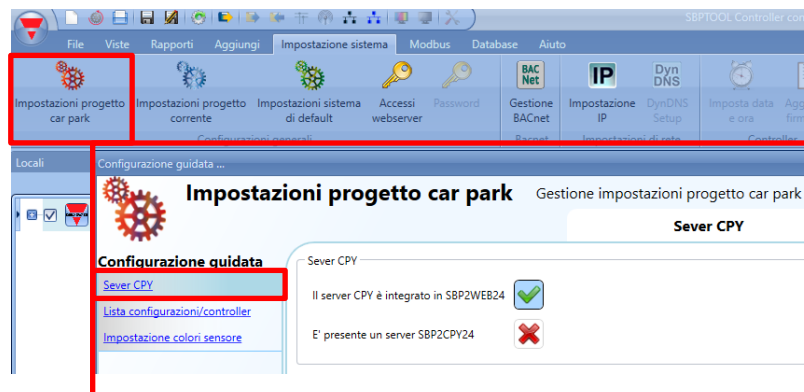 SBPTOOL Controller con
File Viste Rapporti Aggiungi Impostazione sistema Modbus Database Aiuto
BAC Net IP Dyn DNS
Impostazioni progetto car park
Impostazioni progetto corrente
Impostazioni sistema di default
Accessi webserver
Password
Gestione BACnet
Impostazione IP
DynDNS Setup
Imposta data e ora
Configurazioni generali Bacnet Impostazioni di rete Controller
Locali
Configurazione guidata ...
Impostazioni progetto car park Gestione impostazioni progetto car park
Sever CPY
Configurazione guidata
Sever CPY
Lista configurazioni/controller
Impostazione colori sensore
Sever CPY
Il server CPY è integrato in SBP2WEB24
E' presente un server SBP2CPY24